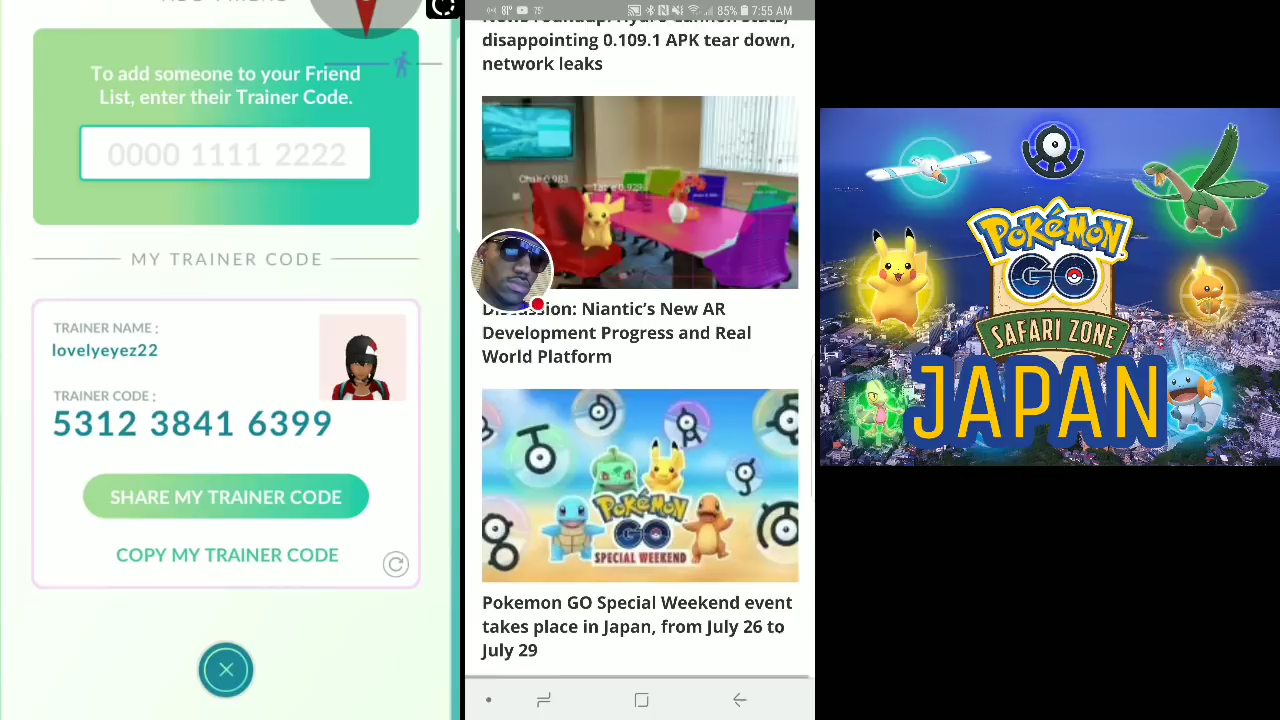 To add someone to your Friend
List, enter their Trainer Code.
0000 1111 2222
MY TRAINER CODE
TRAINER NAME :
lovelyeyez22
TRAINER CODE :
5312 3841 6399
SHARE MY TRAINER CODE
COPY MY TRAINER CODE
81° 75° 85% 7:55 AM
disappointing 0.109.1 APK tear down,
network leaks
Discussion: Niantic's New AR
Development Progress and Real
World Platform
POKÉMON
GO
SPECIAL WEEKEND
Pokemon GO Special Weekend event
takes place in Japan, from July 26 to
July 29
POKÉMON
GO
SAFARI ZONE
JAPAN